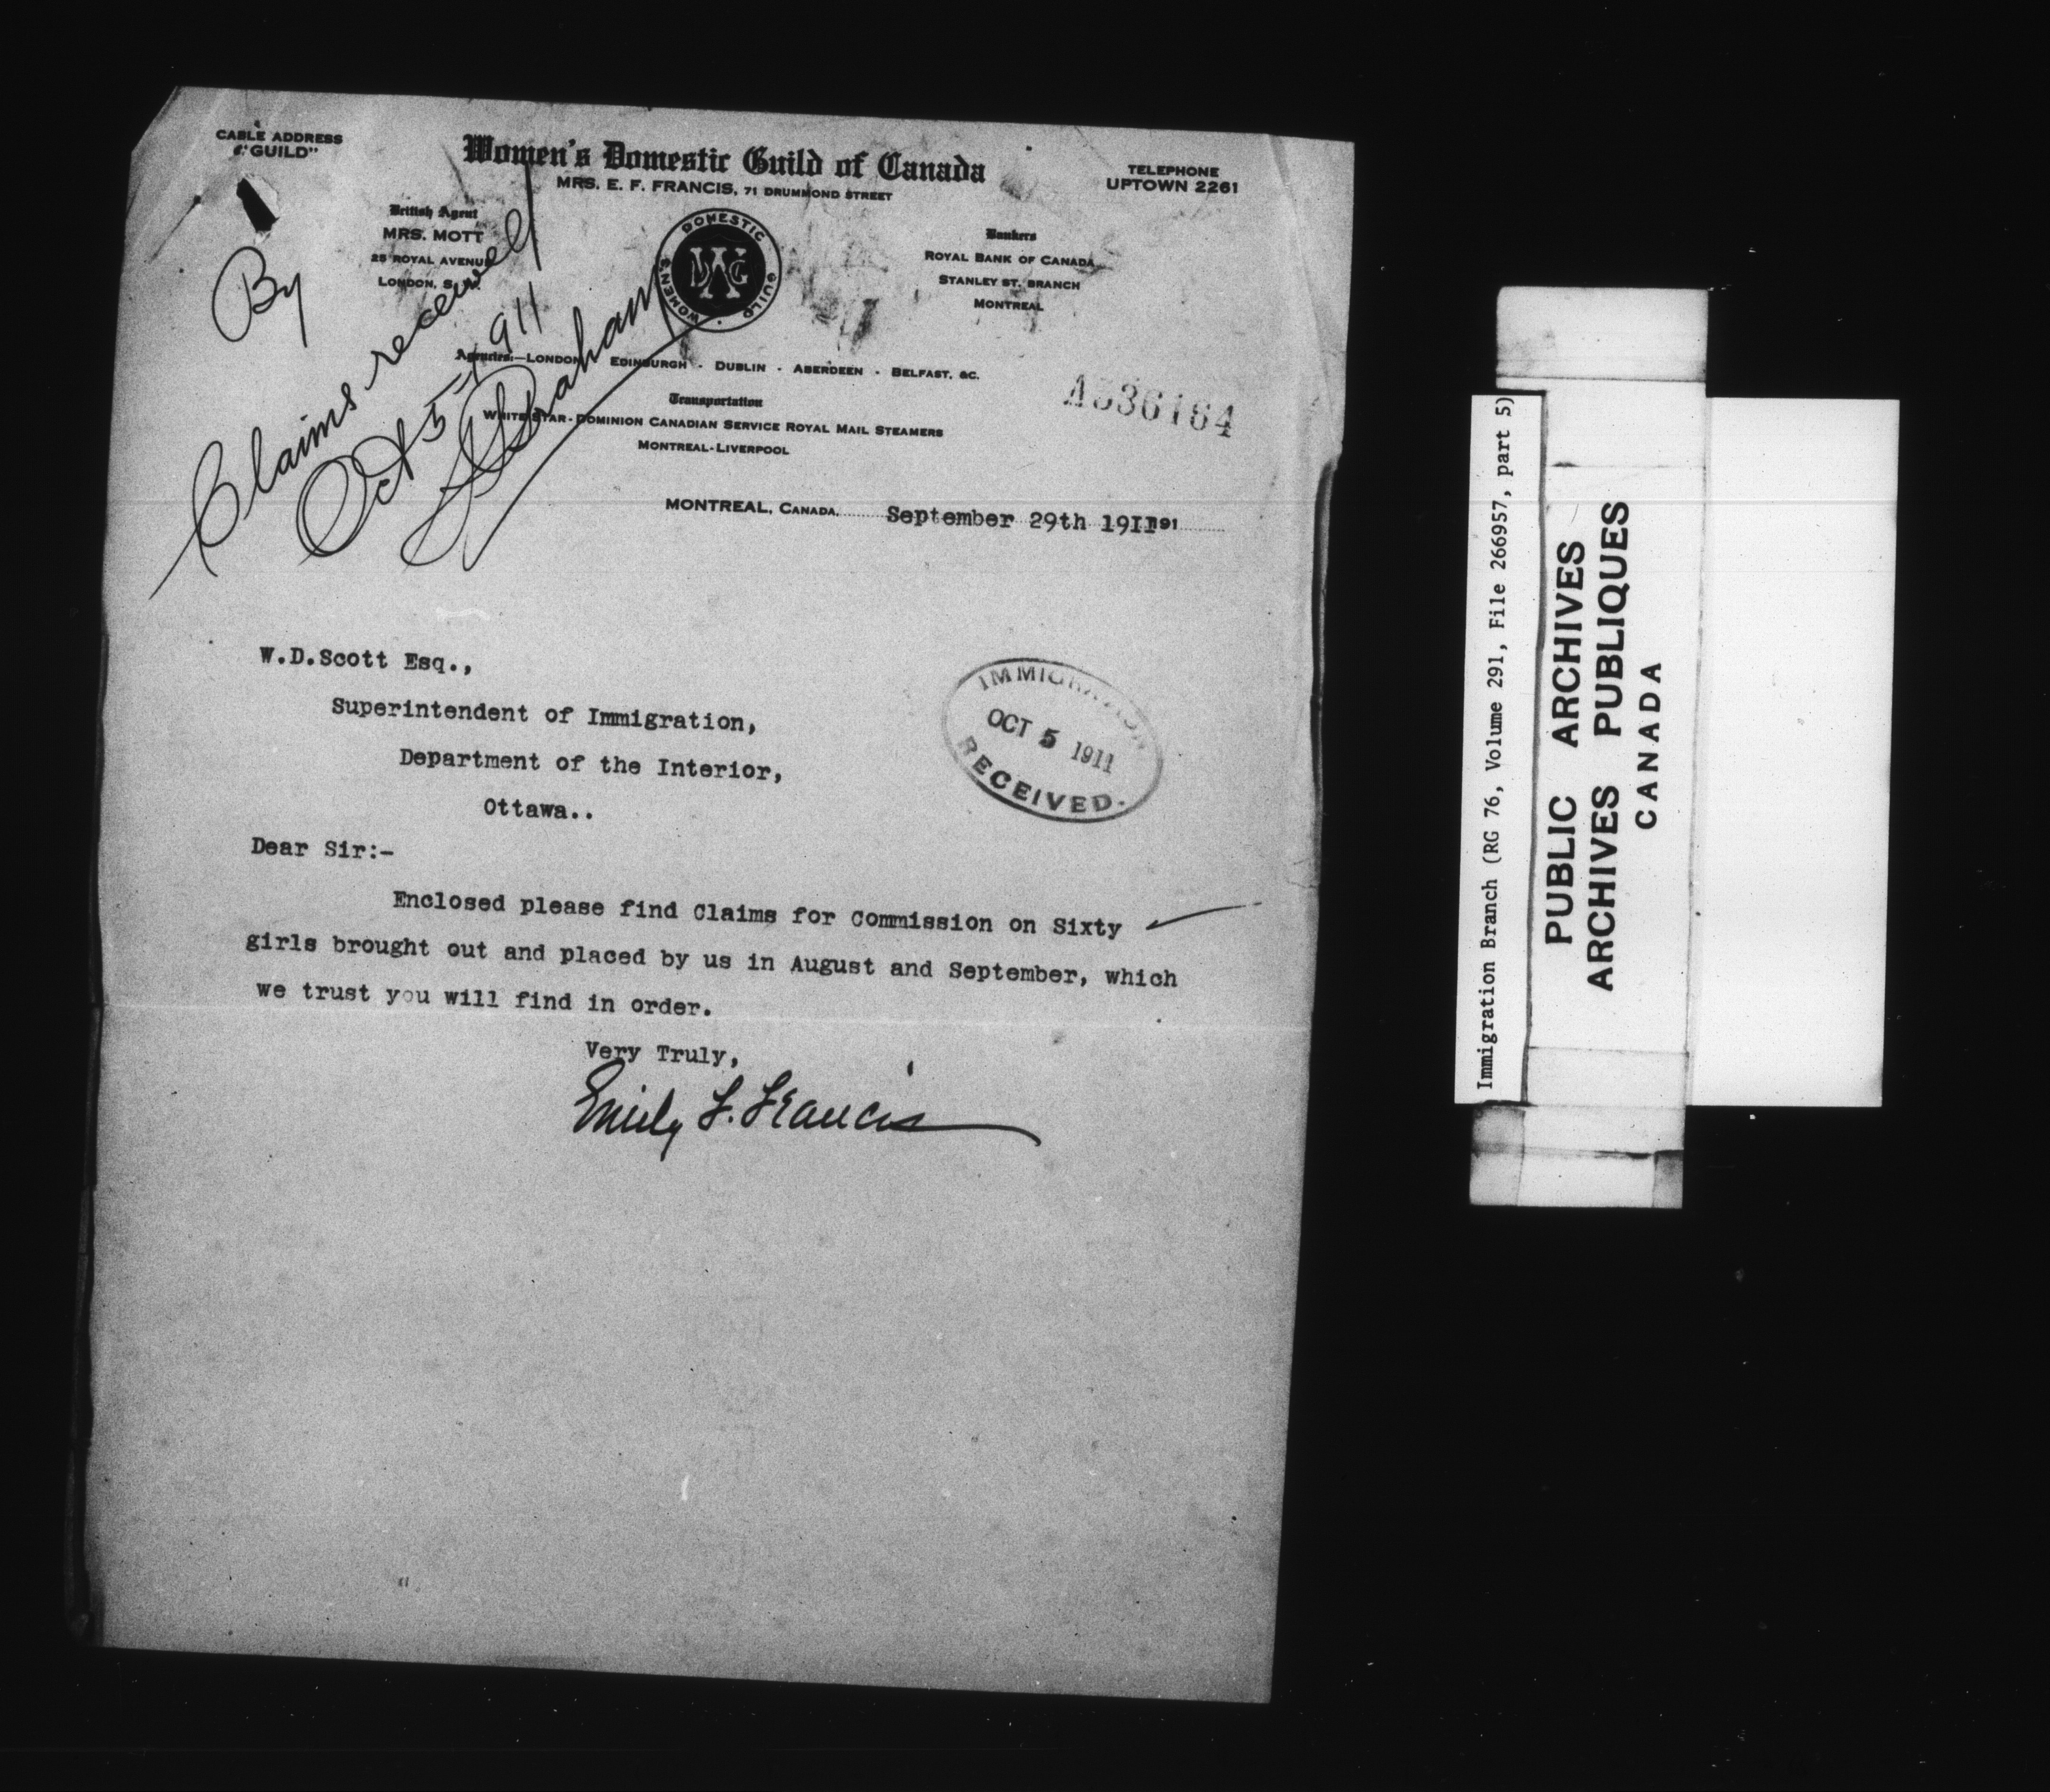 CABLE ADDRESS
"GUILD"
Women's Domestic Guild of Canada
MRS. E. F. FRANCIS, 71 DRUMMOND STREET
TELEPHONE
UPTOWN 2261
British Agent
MRS. MOTT
25 ROYAL AVENUE
LONDON, S.W.
DOMESTIC GUILD WOMEN'S
WDG
Bankers
ROYAL BANK OF CANADA
STANLEY ST. BRANCH
MONTREAL
By
Claims received
Oct 5-1911
Agencies:—LONDON EDINBURGH - DUBLIN - ABERDEEN - BELFAST, &C.
Transportation
WHITE STAR-DOMINION CANADIAN SERVICE ROYAL MAIL STEAMERS
MONTREAL-LIVERPOOL
A536164
MONTREAL, CANADA, September 29th 1911 191
W.D.Scott Esq.,
Superintendent of Immigration,
Department of the Interior,
Ottawa..
IMMIGRATION
OCT 5 1911
RECEIVED.
Dear Sir:-
Enclosed please find Claims for Commission on Sixty
girls brought out and placed by us in August and September, which
we trust you will find in order.
Very Truly,
Emily F. Francis
Immigration Branch (RG 76, Volume 291, File 266957, part 5)
PUBLIC ARCHIVES
ARCHIVES PUBLIQUES
CANADA